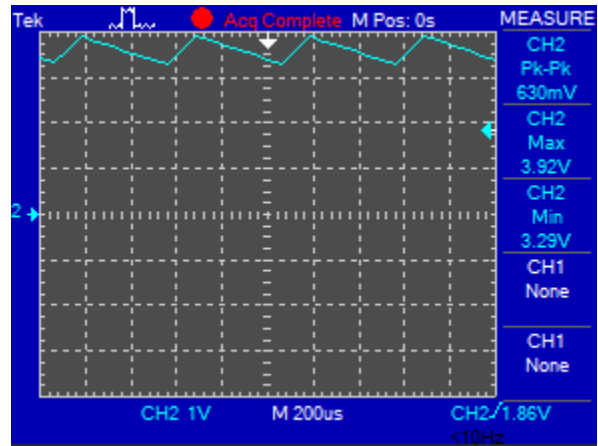 Tek Acq Complete M Pos: 0s MEASURE
CH2
Pk-Pk
630mV
CH2
Max
3.92V
2
CH2
Min
3.29V
CH1
None
CH1
None
CH2 1V M 200us CH2 1.86V
<10Hz